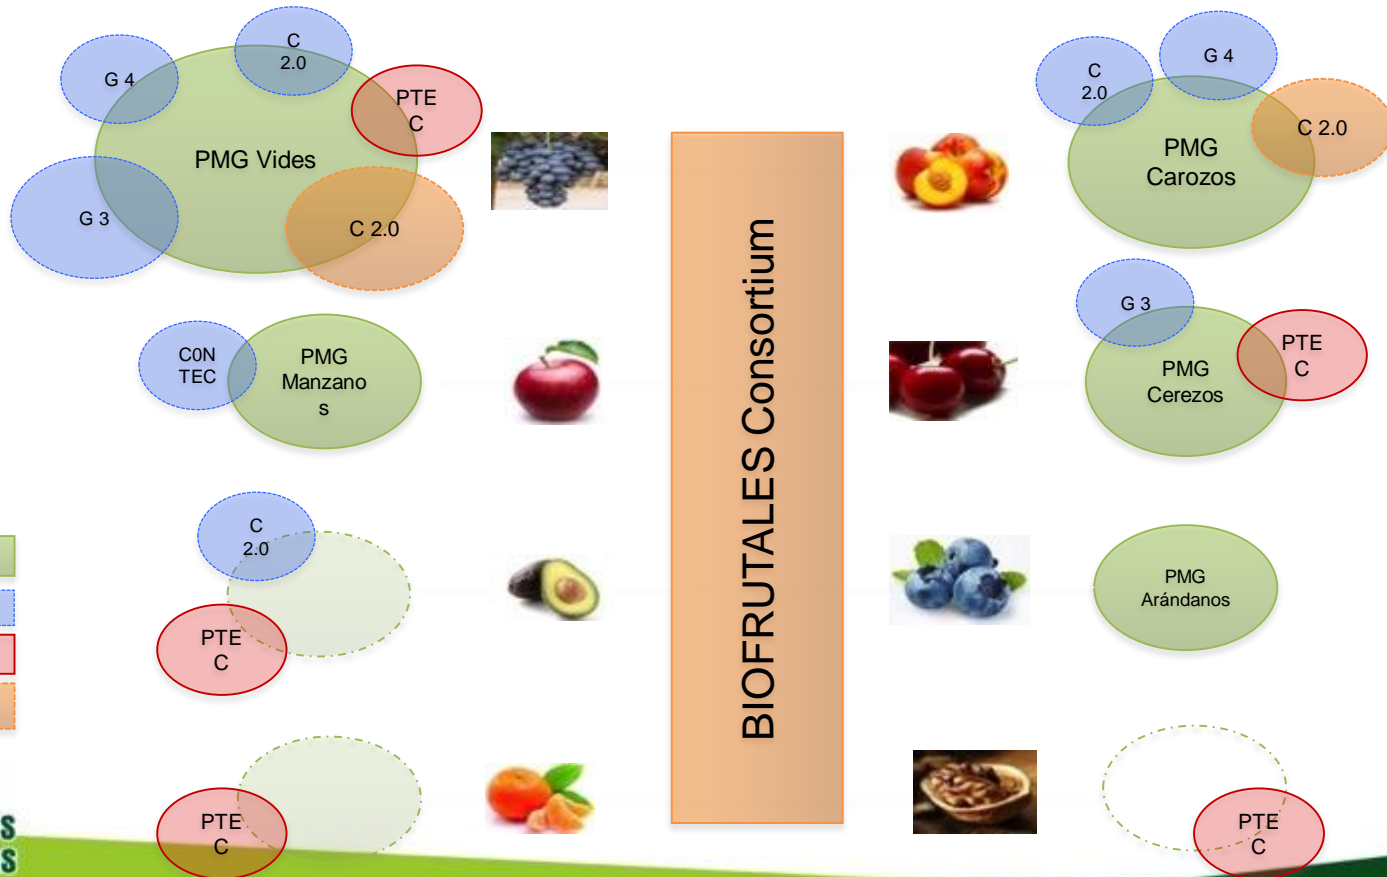 C
2.0
G 4
PTE
C
PMG Vides
G 3
C 2.0
C0N
TEC
PMG
Manzano
s
C
2.0
PTE
C
PTE
C
BIOFRUTALES Consortium
C
2.0
G 4
C 2.0
PMG
Carozos
G 3
PTE
C
PMG
Cerezos
PMG
Arándanos
PTE
C
S
S